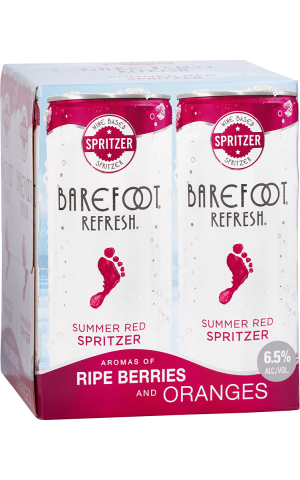 WINE BASED
SPRITZER
SPRITZER
BAREFOOT
REFRESH.
SUMMER RED
SPRITZER
WINE BASED
SPRITZER
SPRITZER
BAREFOOT
REFRESH.
SUMMER RED
SPRITZER
AROMAS OF
RIPE BERRIES
AND ORANGES
6.5%
ALC/VOL.